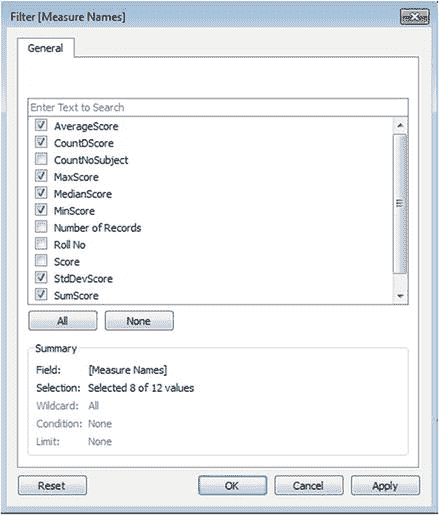 Filter [Measure Names]
General
Enter Text to Search
AverageScore
CountDScore
CountNoSubject
MaxScore
MedianScore
MinScore
Number of Records
Roll No
Score
StdDevScore
SumScore
All None
Summary
Field: [Measure Names]
Selection: Selected 8 of 12 values
Wildcard: All
Condition: None
Limit: None
Reset OK Cancel Apply